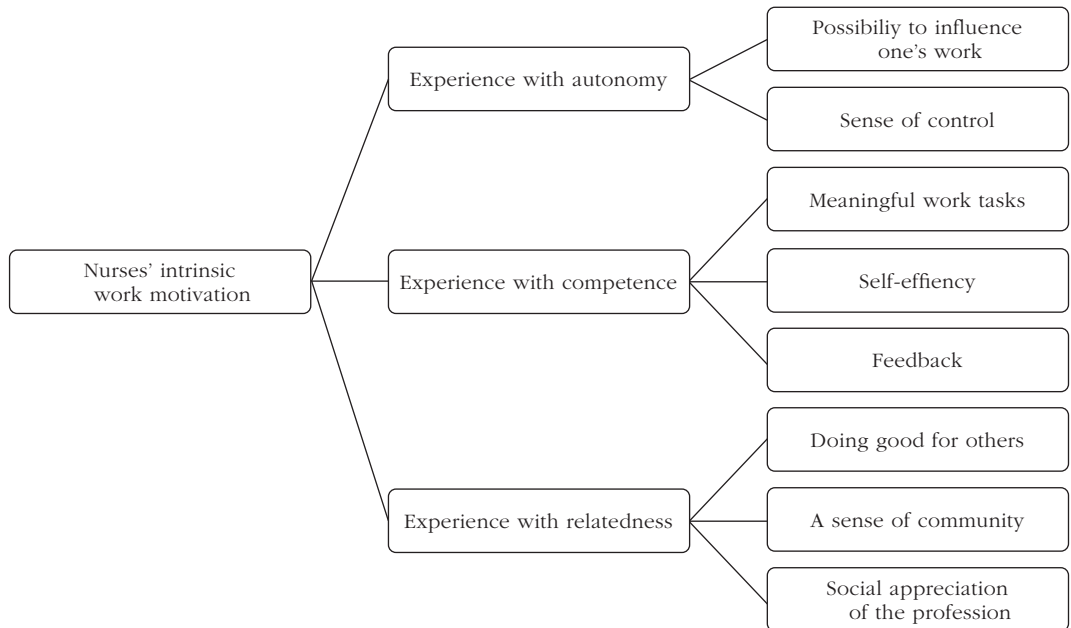 Possibiliy to influence
one's work
Experience with autonomy
Sense of control
Meaningful work tasks
Nurses' intrinsic
work motivation
Experience with competence
Self-effiency
Feedback
Doing good for others
Experience with relatedness
A sense of community
Social appreciation
of the profession